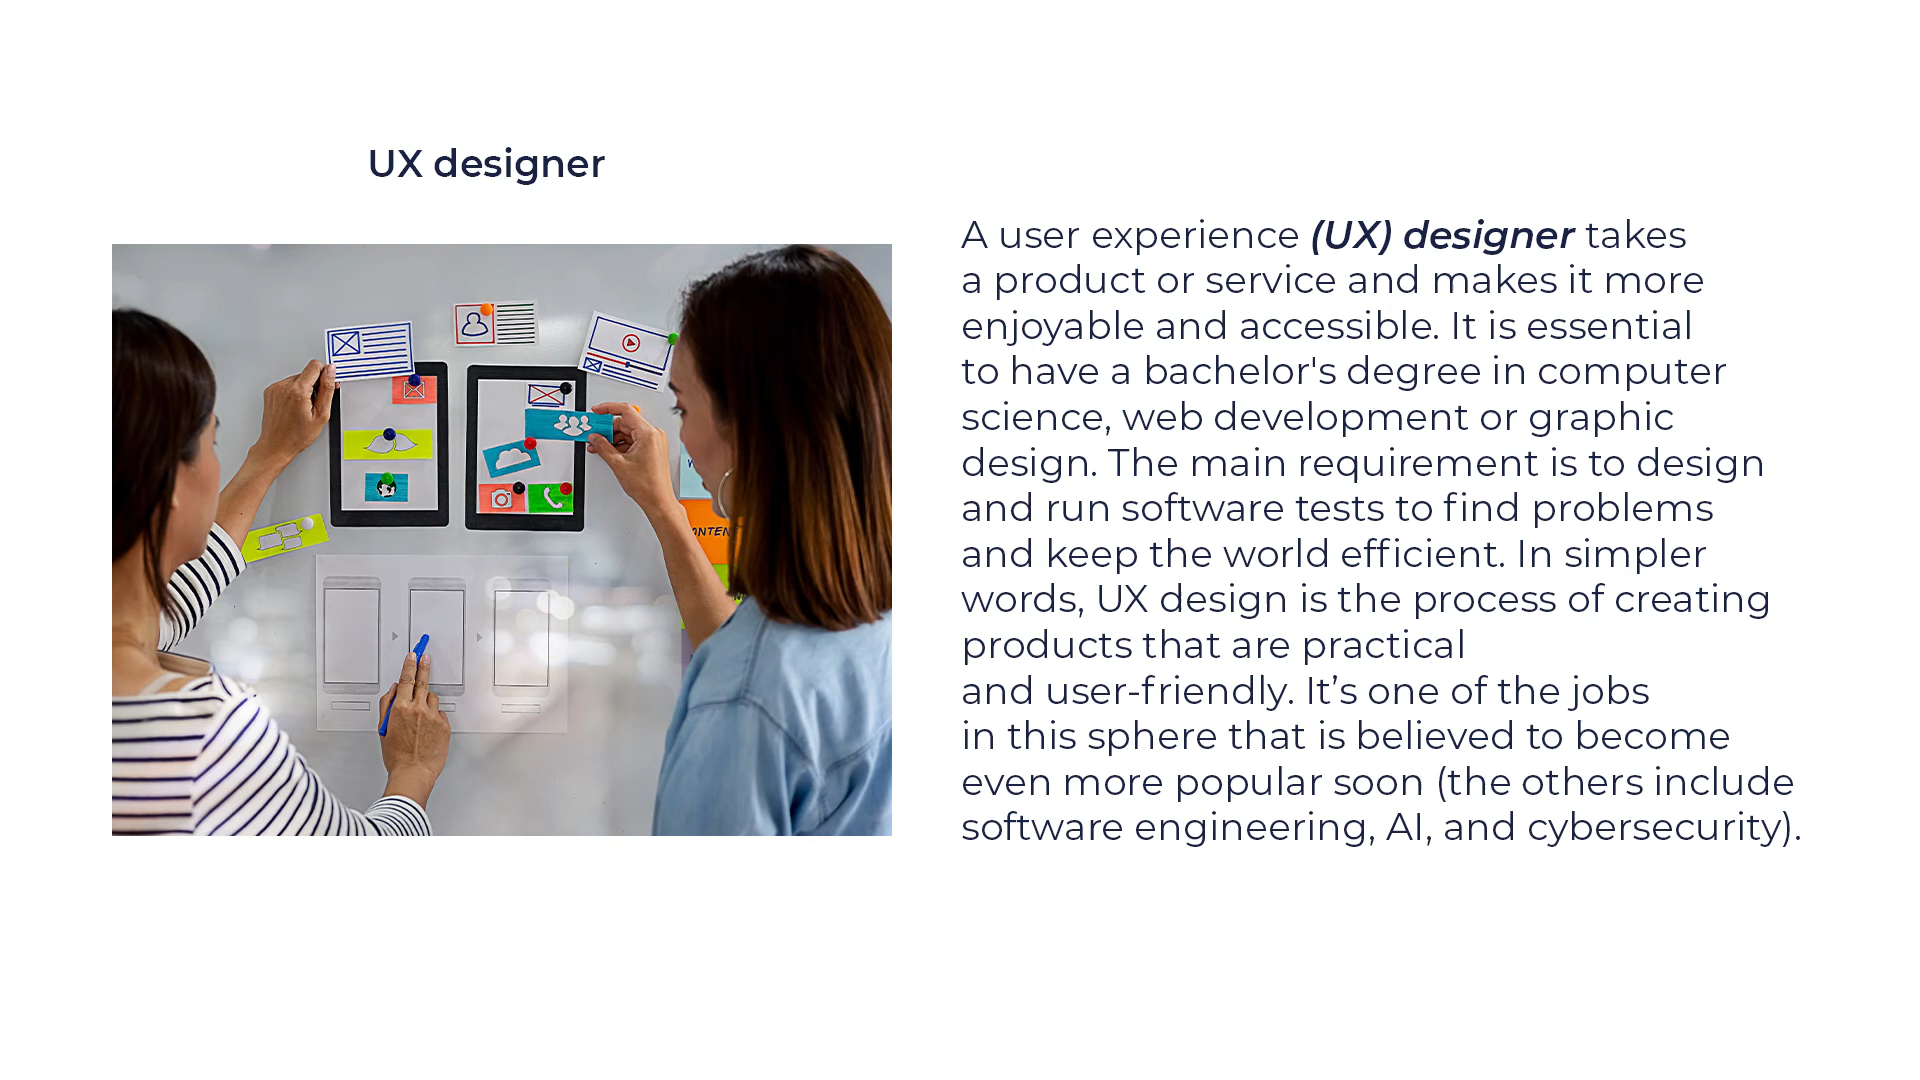 UX designer
A user experience (UX) designer takes
a product or service and makes it more
enjoyable and accessible. It is essential
to have a bachelor's degree in computer
science, web development or graphic
design. The main requirement is to design
and run software tests to find problems
and keep the world efficient. In simpler
words, UX design is the process of creating
products that are practical
and user-friendly. It’s one of the jobs
in this sphere that is believed to become
even more popular soon (the others include
software engineering, AI, and cybersecurity).